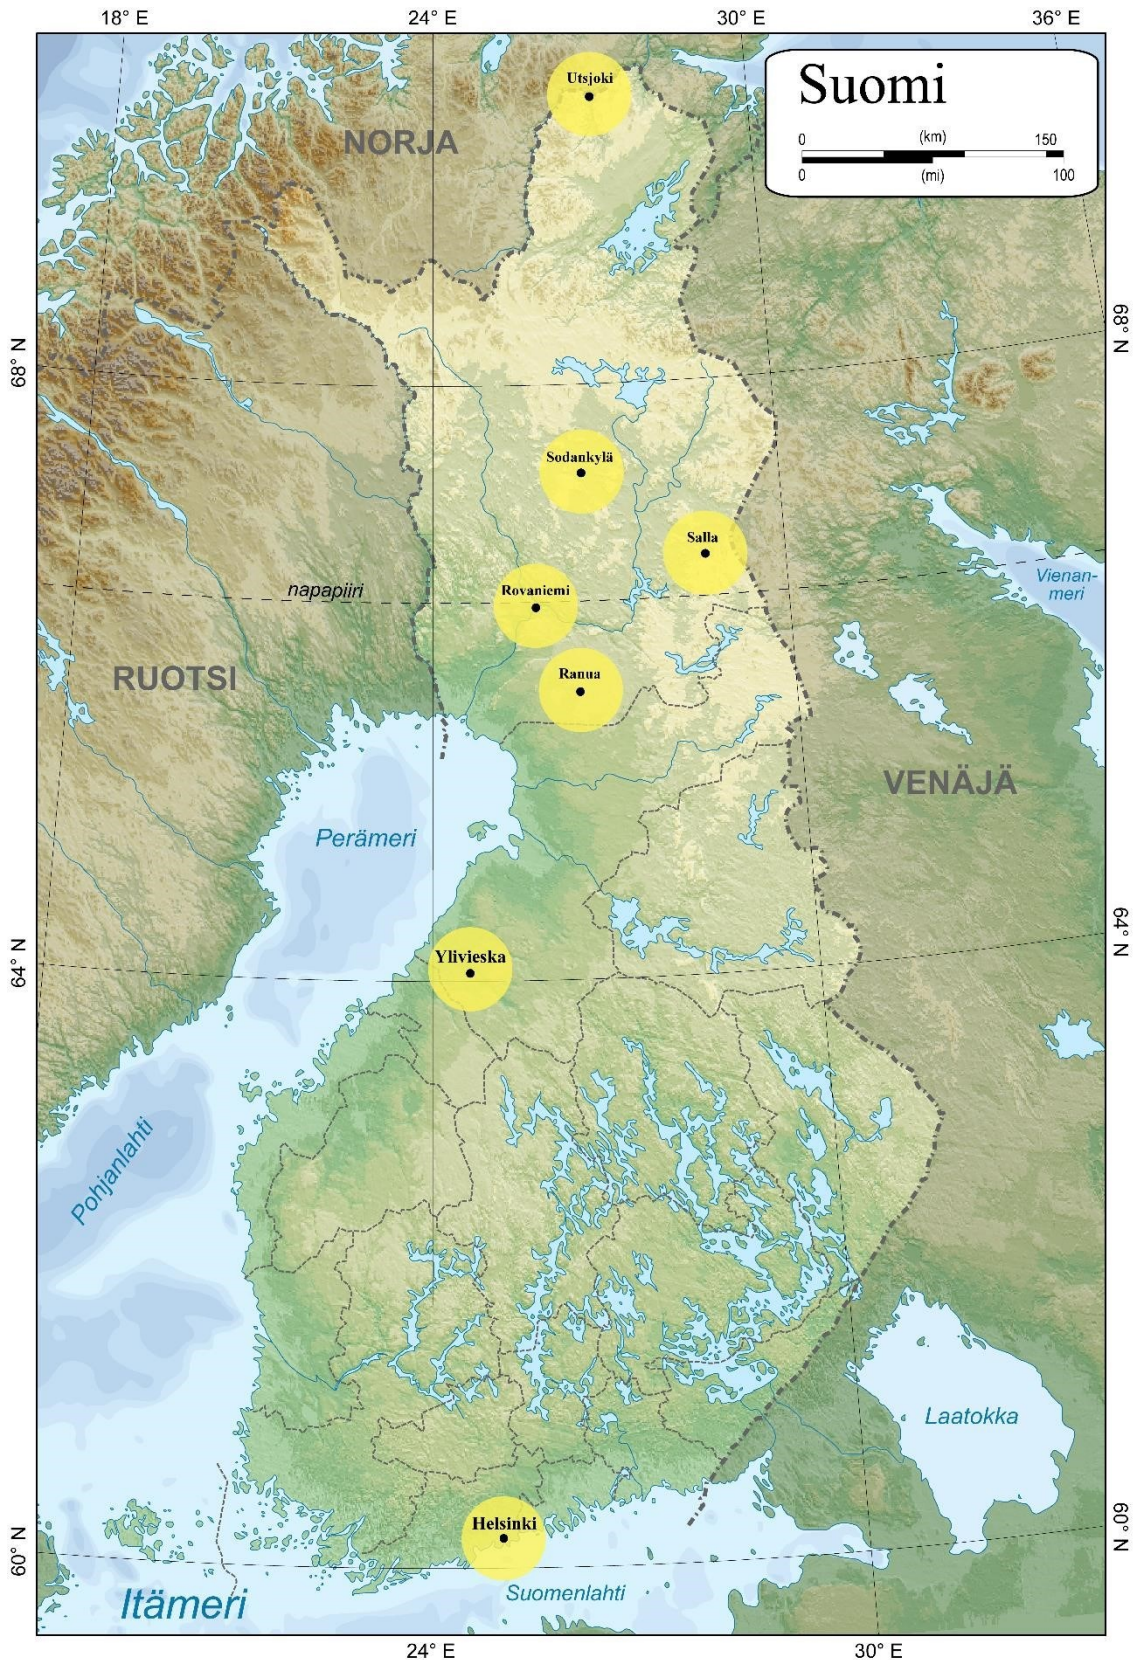 18° E
24° E
30° E
36° E
Utsjoki
Suomi
0
(km)
150
0
(mi)
100
NORJA
68° N
68° N
Sodankylä
Salla
napapiiri
Rovaniemi
Vienan-
meri
RUOTSI
Ranua
VENÄJÄ
Perämeri
64° N
64° N
Ylivieska
Pohjanlahti
Laatokka
Helsinki
60° N
60° N
Itämeri
Suomenlahti
24° E
30° E